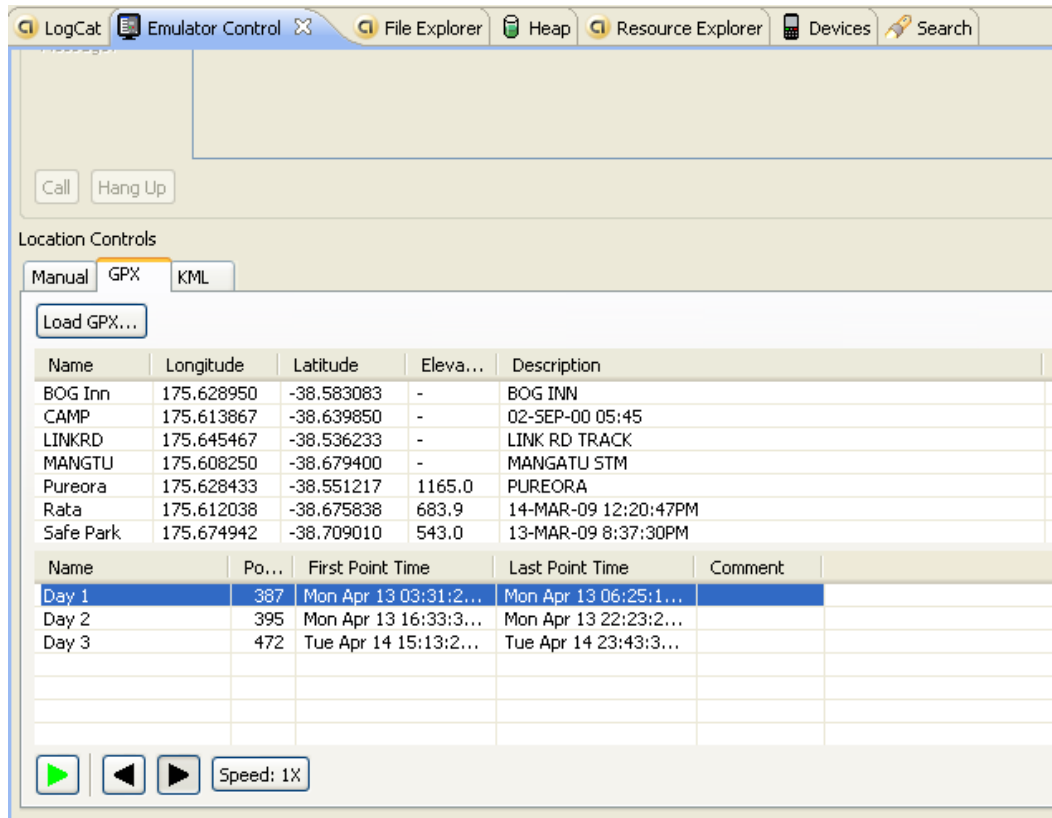 LogCat Emulator Control File Explorer Heap Resource Explorer Devices Search
Call Hang Up
Location Controls
Manual GPX KML
Load GPX...
Name Longitude Latitude Eleva... Description
BOG Inn 175.628950 -38.583083 - BOG INN
CAMP 175.613867 -38.639850 - 02-SEP-00 05:45
LINKRD 175.645467 -38.536233 - LINK RD TRACK
MANGTU 175.608250 -38.679400 - MANGATU STM
Pureora 175.628433 -38.551217 1165.0 PUREORA
Rata 175.612038 -38.675838 683.9 14-MAR-09 12:20:47PM
Safe Park 175.674942 -38.709010 543.0 13-MAR-09 8:37:30PM
Name Po... First Point Time Last Point Time Comment
Day 1 387 Mon Apr 13 03:31:2... Mon Apr 13 06:25:1...
Day 2 395 Mon Apr 13 16:33:3... Mon Apr 13 22:23:2...
Day 3 472 Tue Apr 14 15:13:2... Tue Apr 14 23:43:3...
Speed: 1X